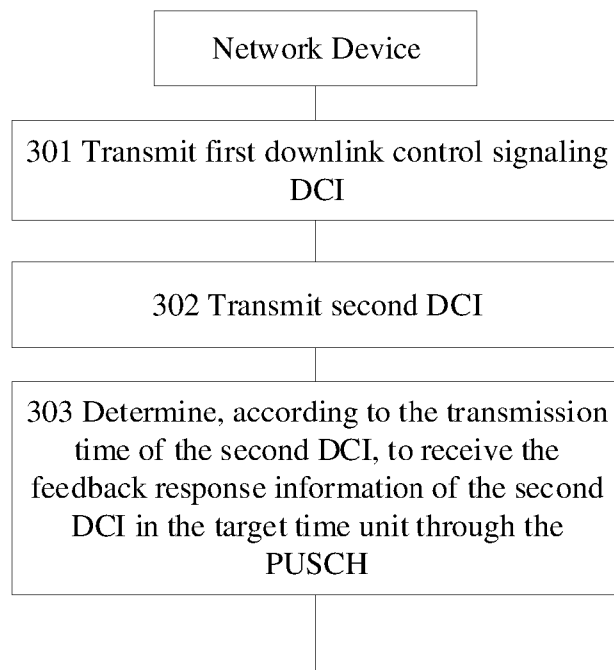 Network Device
301 Transmit first downlink control signaling
DCI
302 Transmit second DCI
303 Determine, according to the transmission
time of the second DCI, to receive the
feedback response information of the second
DCI in the target time unit through the
PUSCH